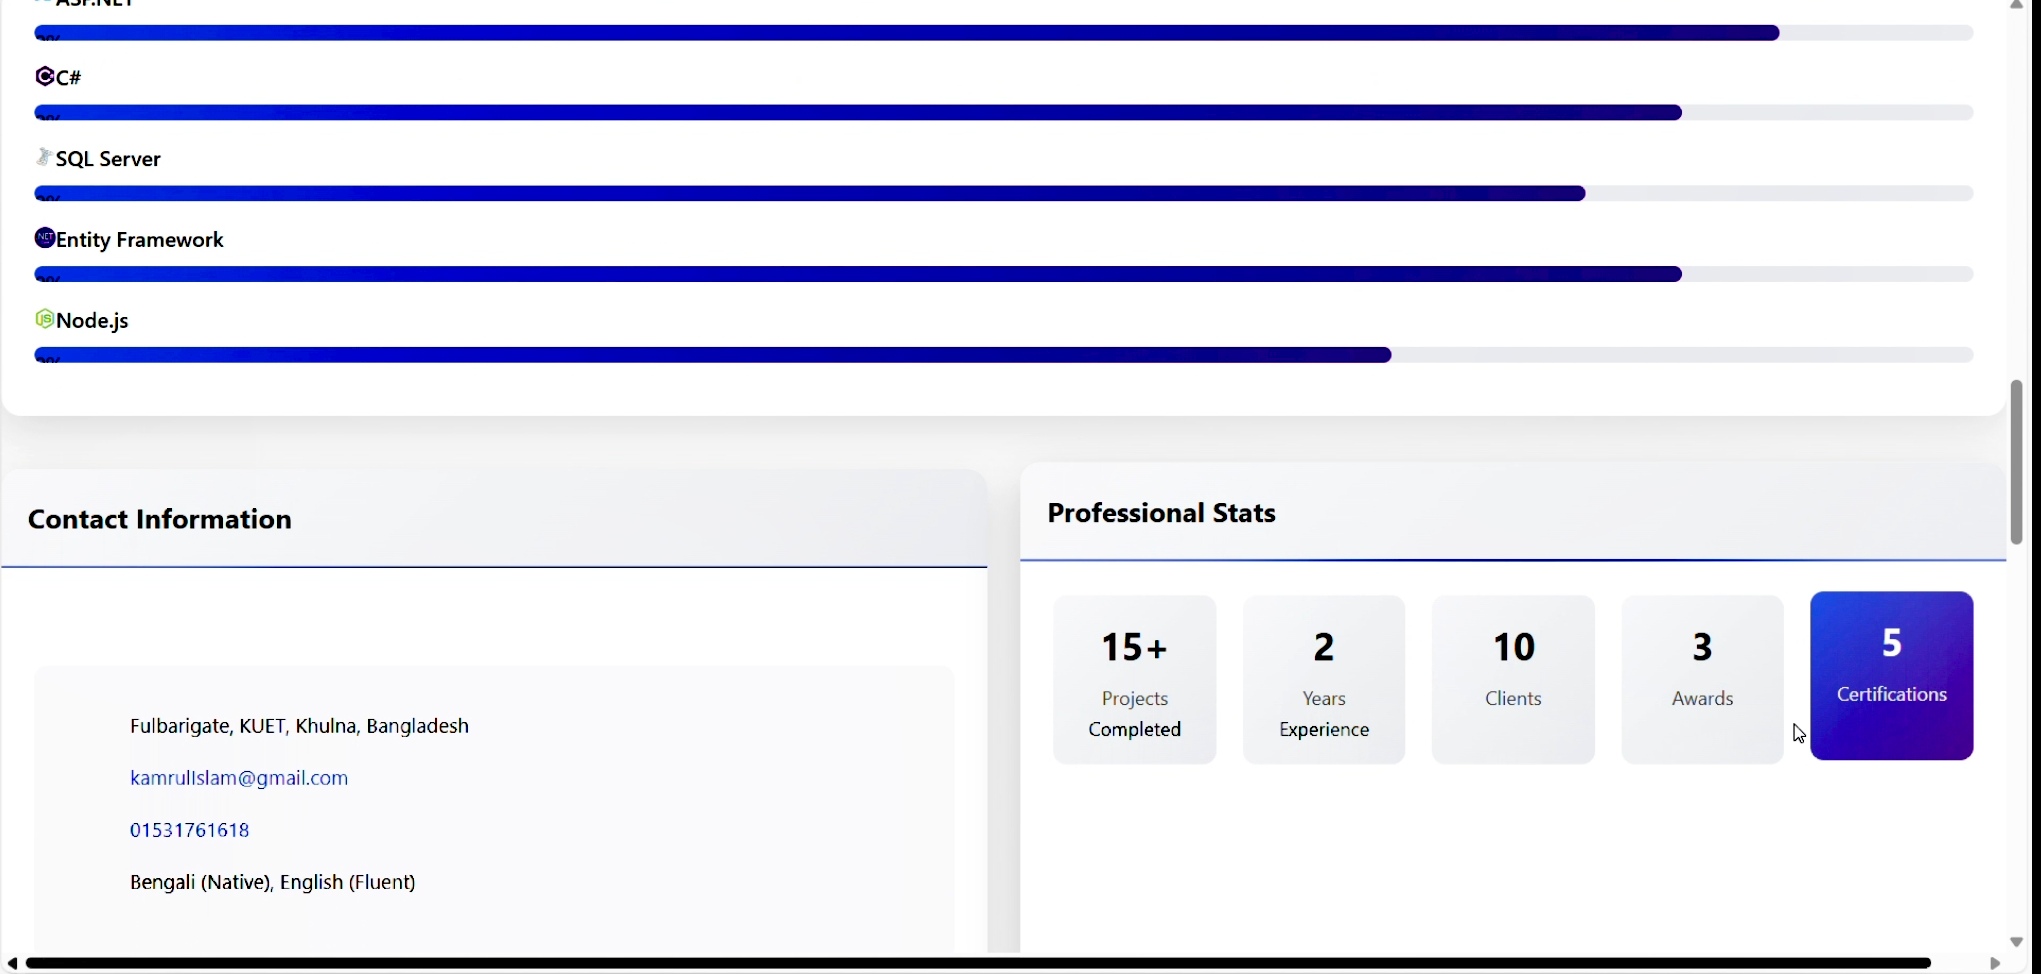 ASP.NET
C#
SQL Server
Entity Framework
Node.js
Contact Information
Fulbarigate, KUET, Khulna, Bangladesh
kamrulIslam@gmail.com
01531761618
Bengali (Native), English (Fluent)
Professional Stats
15+
Projects
Completed
2
Years
Experience
10
Clients
3
Awards
5
Certifications